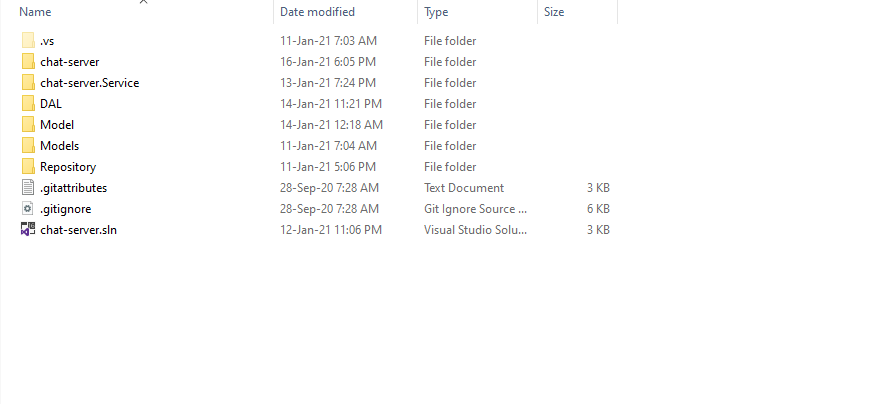 Name Date modified Type Size
.vs 11-Jan-21 7:03 AM File folder
chat-server 16-Jan-21 6:05 PM File folder
chat-server.Service 13-Jan-21 7:24 PM File folder
DAL 14-Jan-21 11:21 PM File folder
Model 14-Jan-21 12:18 AM File folder
Models 11-Jan-21 7:04 AM File folder
Repository 11-Jan-21 5:06 PM File folder
.gitattributes 28-Sep-20 7:28 AM Text Document 3 KB
.gitignore 28-Sep-20 7:28 AM Git Ignore Source ... 6 KB
chat-server.sln 12-Jan-21 11:06 PM Visual Studio Solu... 3 KB